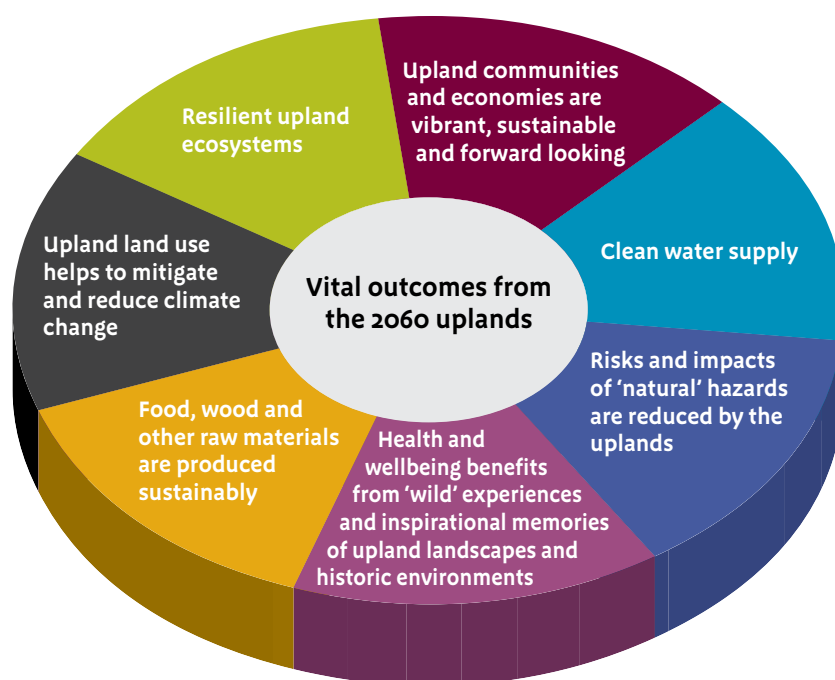 Vital outcomes from
the 2060 uplands
Upland communities
and economies are
vibrant, sustainable
and forward looking
Clean water supply
Risks and impacts
of ‘natural’ hazards
are reduced by the
uplands
Health and
wellbeing benefits
from ‘wild’ experiences
and inspirational memories
of upland landscapes and
historic environments
Food, wood and
other raw materials
are produced
sustainably
Upland land use
helps to mitigate
and reduce climate
change
Resilient upland
ecosystems